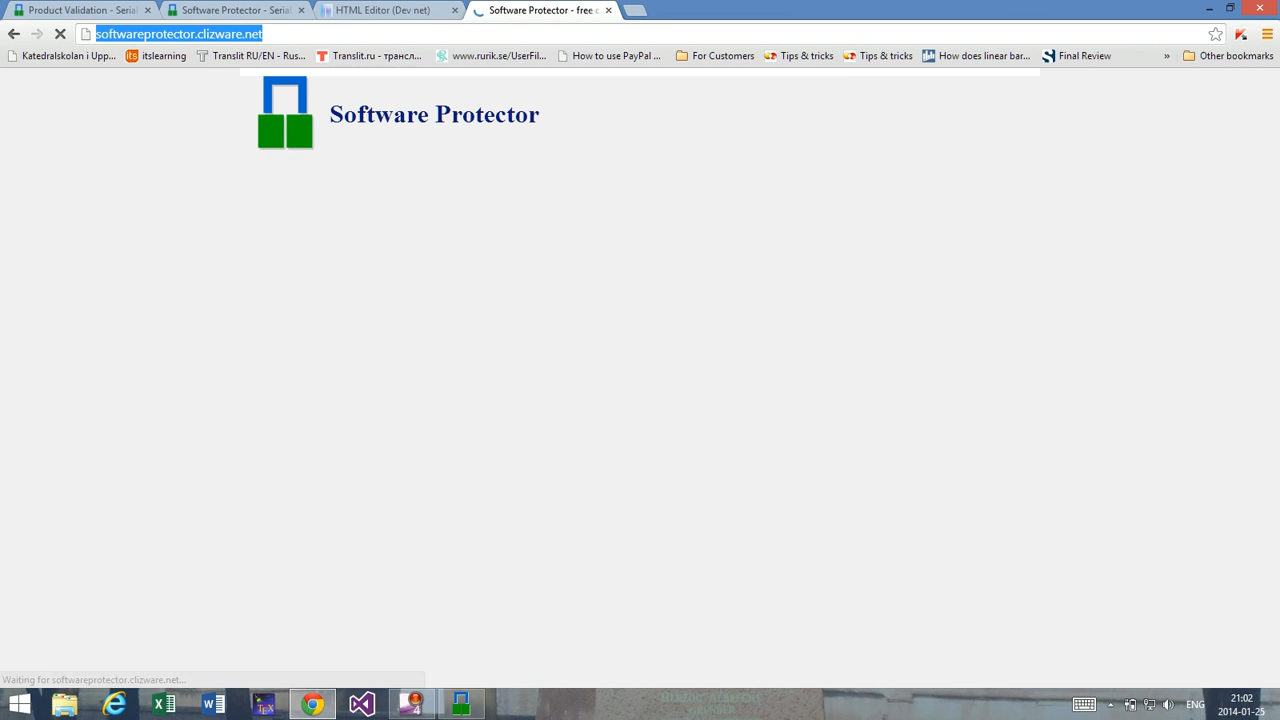 Product Validation - Serial
Software Protector - Serial
HTML Editor (Dev net)
Software Protector - free c
softwareprotector.clizware.net
Katedralskolan i Upp...
its
itslearning
Translit RU/EN - Rus...
Translit.ru - трансл...
www.rurik.se/UserFil...
How to use PayPal ...
For Customers
Tips & tricks
Tips & tricks
How does linear bar...
Final Review
»
Other bookmarks
Software Protector
Waiting for softwareprotector.clizware.net...
ENG
21:02
2014-01-25